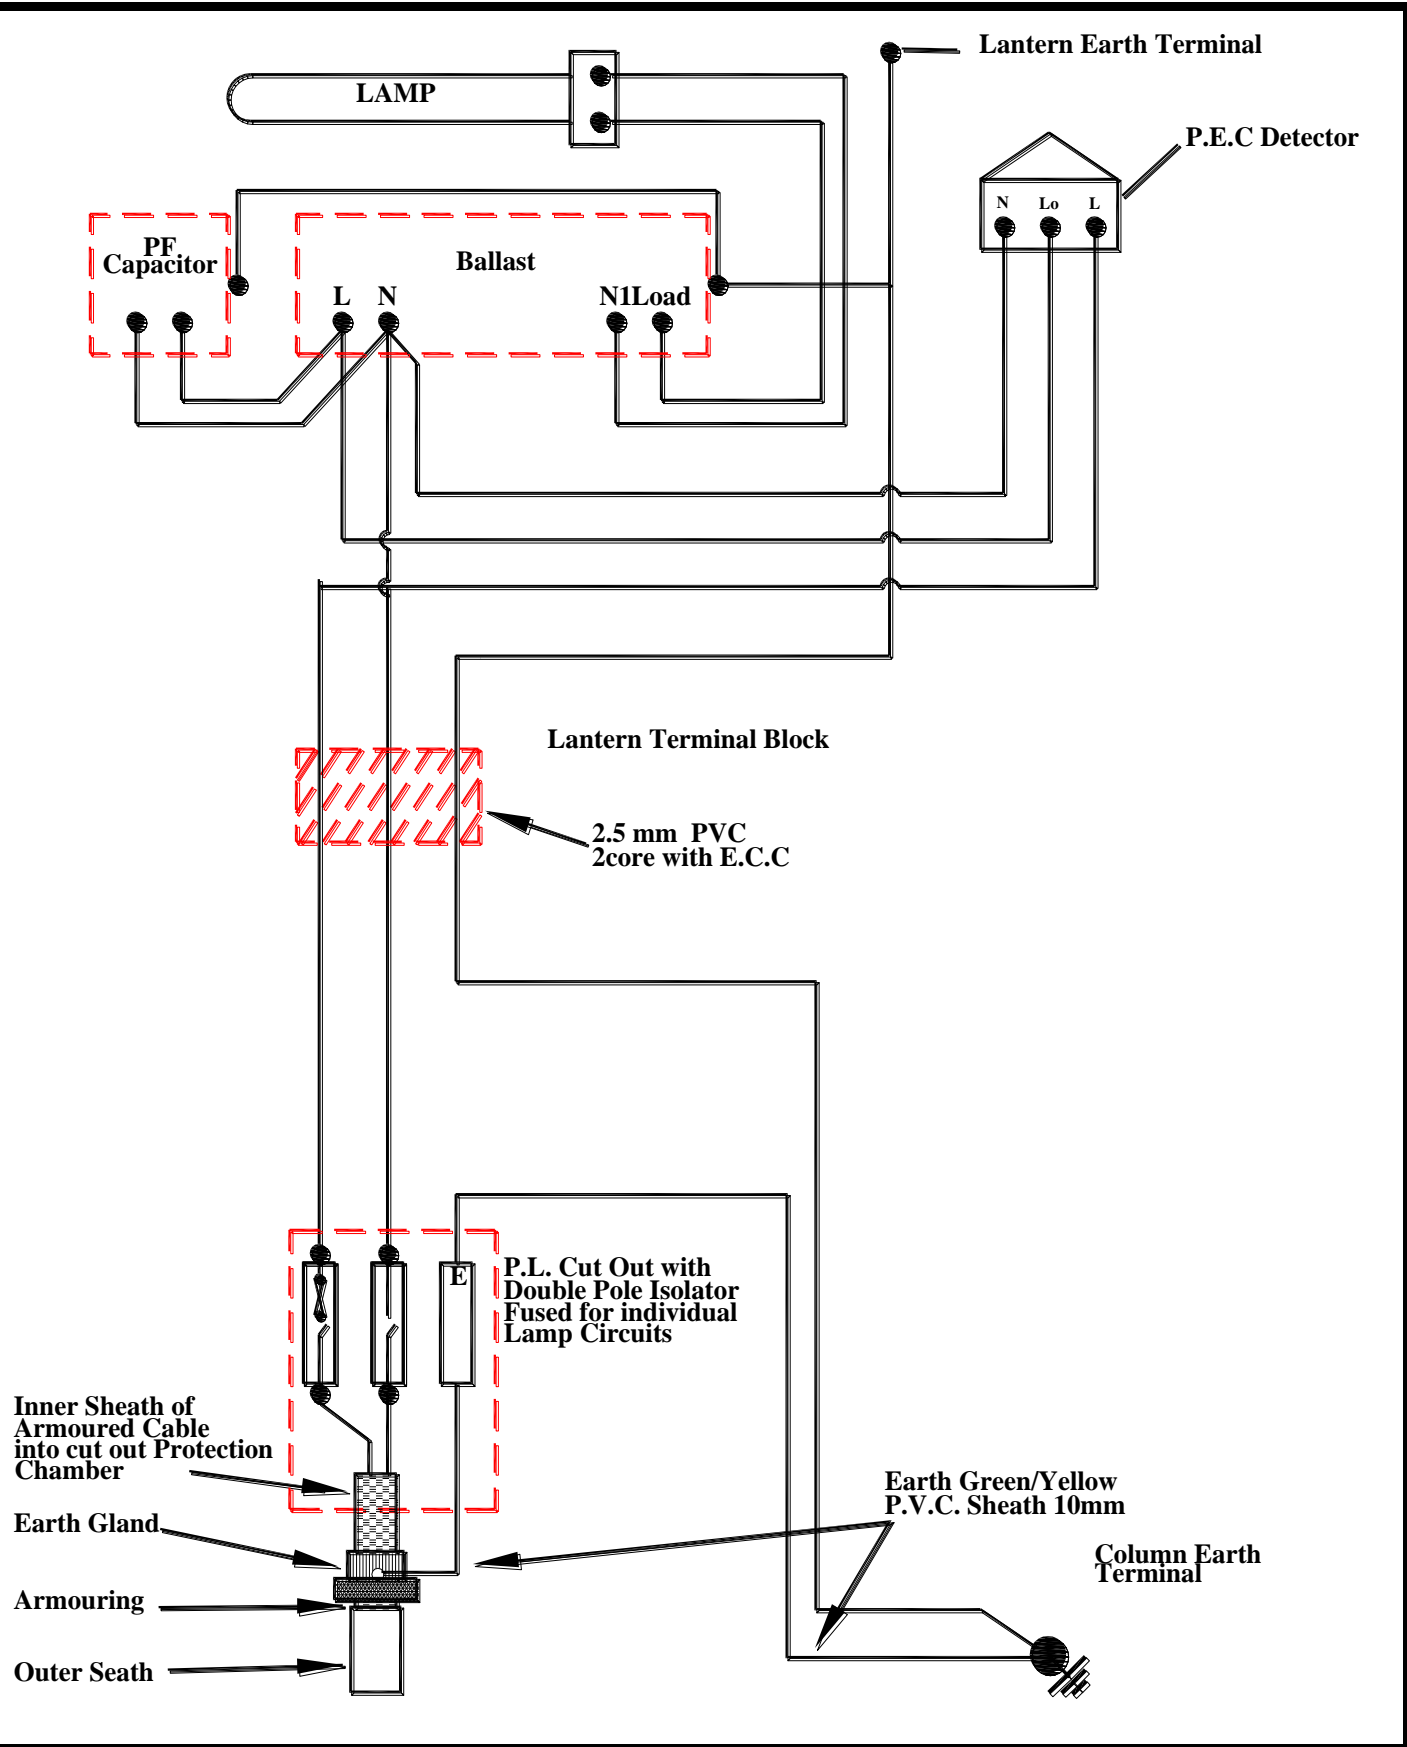 Lantern Earth Terminal
LAMP
P.E.C Detector
N Lo L
PF
Capacitor
Ballast
L N
N1Load
Lantern Terminal Block
2.5 mm PVC
2core with E.C.C
E
P.L. Cut Out with
Double Pole Isolator
Fused for individual
Lamp Circuits
Inner Sheath of
Armoured Cable
into cut out Protection
Chamber
Earth Green/Yellow
P.V.C. Sheath 10mm
Earth Gland
Column Earth
Terminal
Armouring
Outer Seath